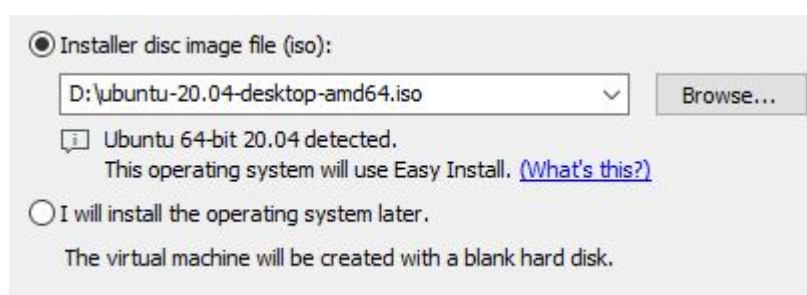 Installer disc image file (iso):
D:\ubuntu-20.04-desktop-amd64.iso
Browse...
Ubuntu 64-bit 20.04 detected.
This operating system will use Easy Install. (What's this?)
I will install the operating system later.
The virtual machine will be created with a blank hard disk.